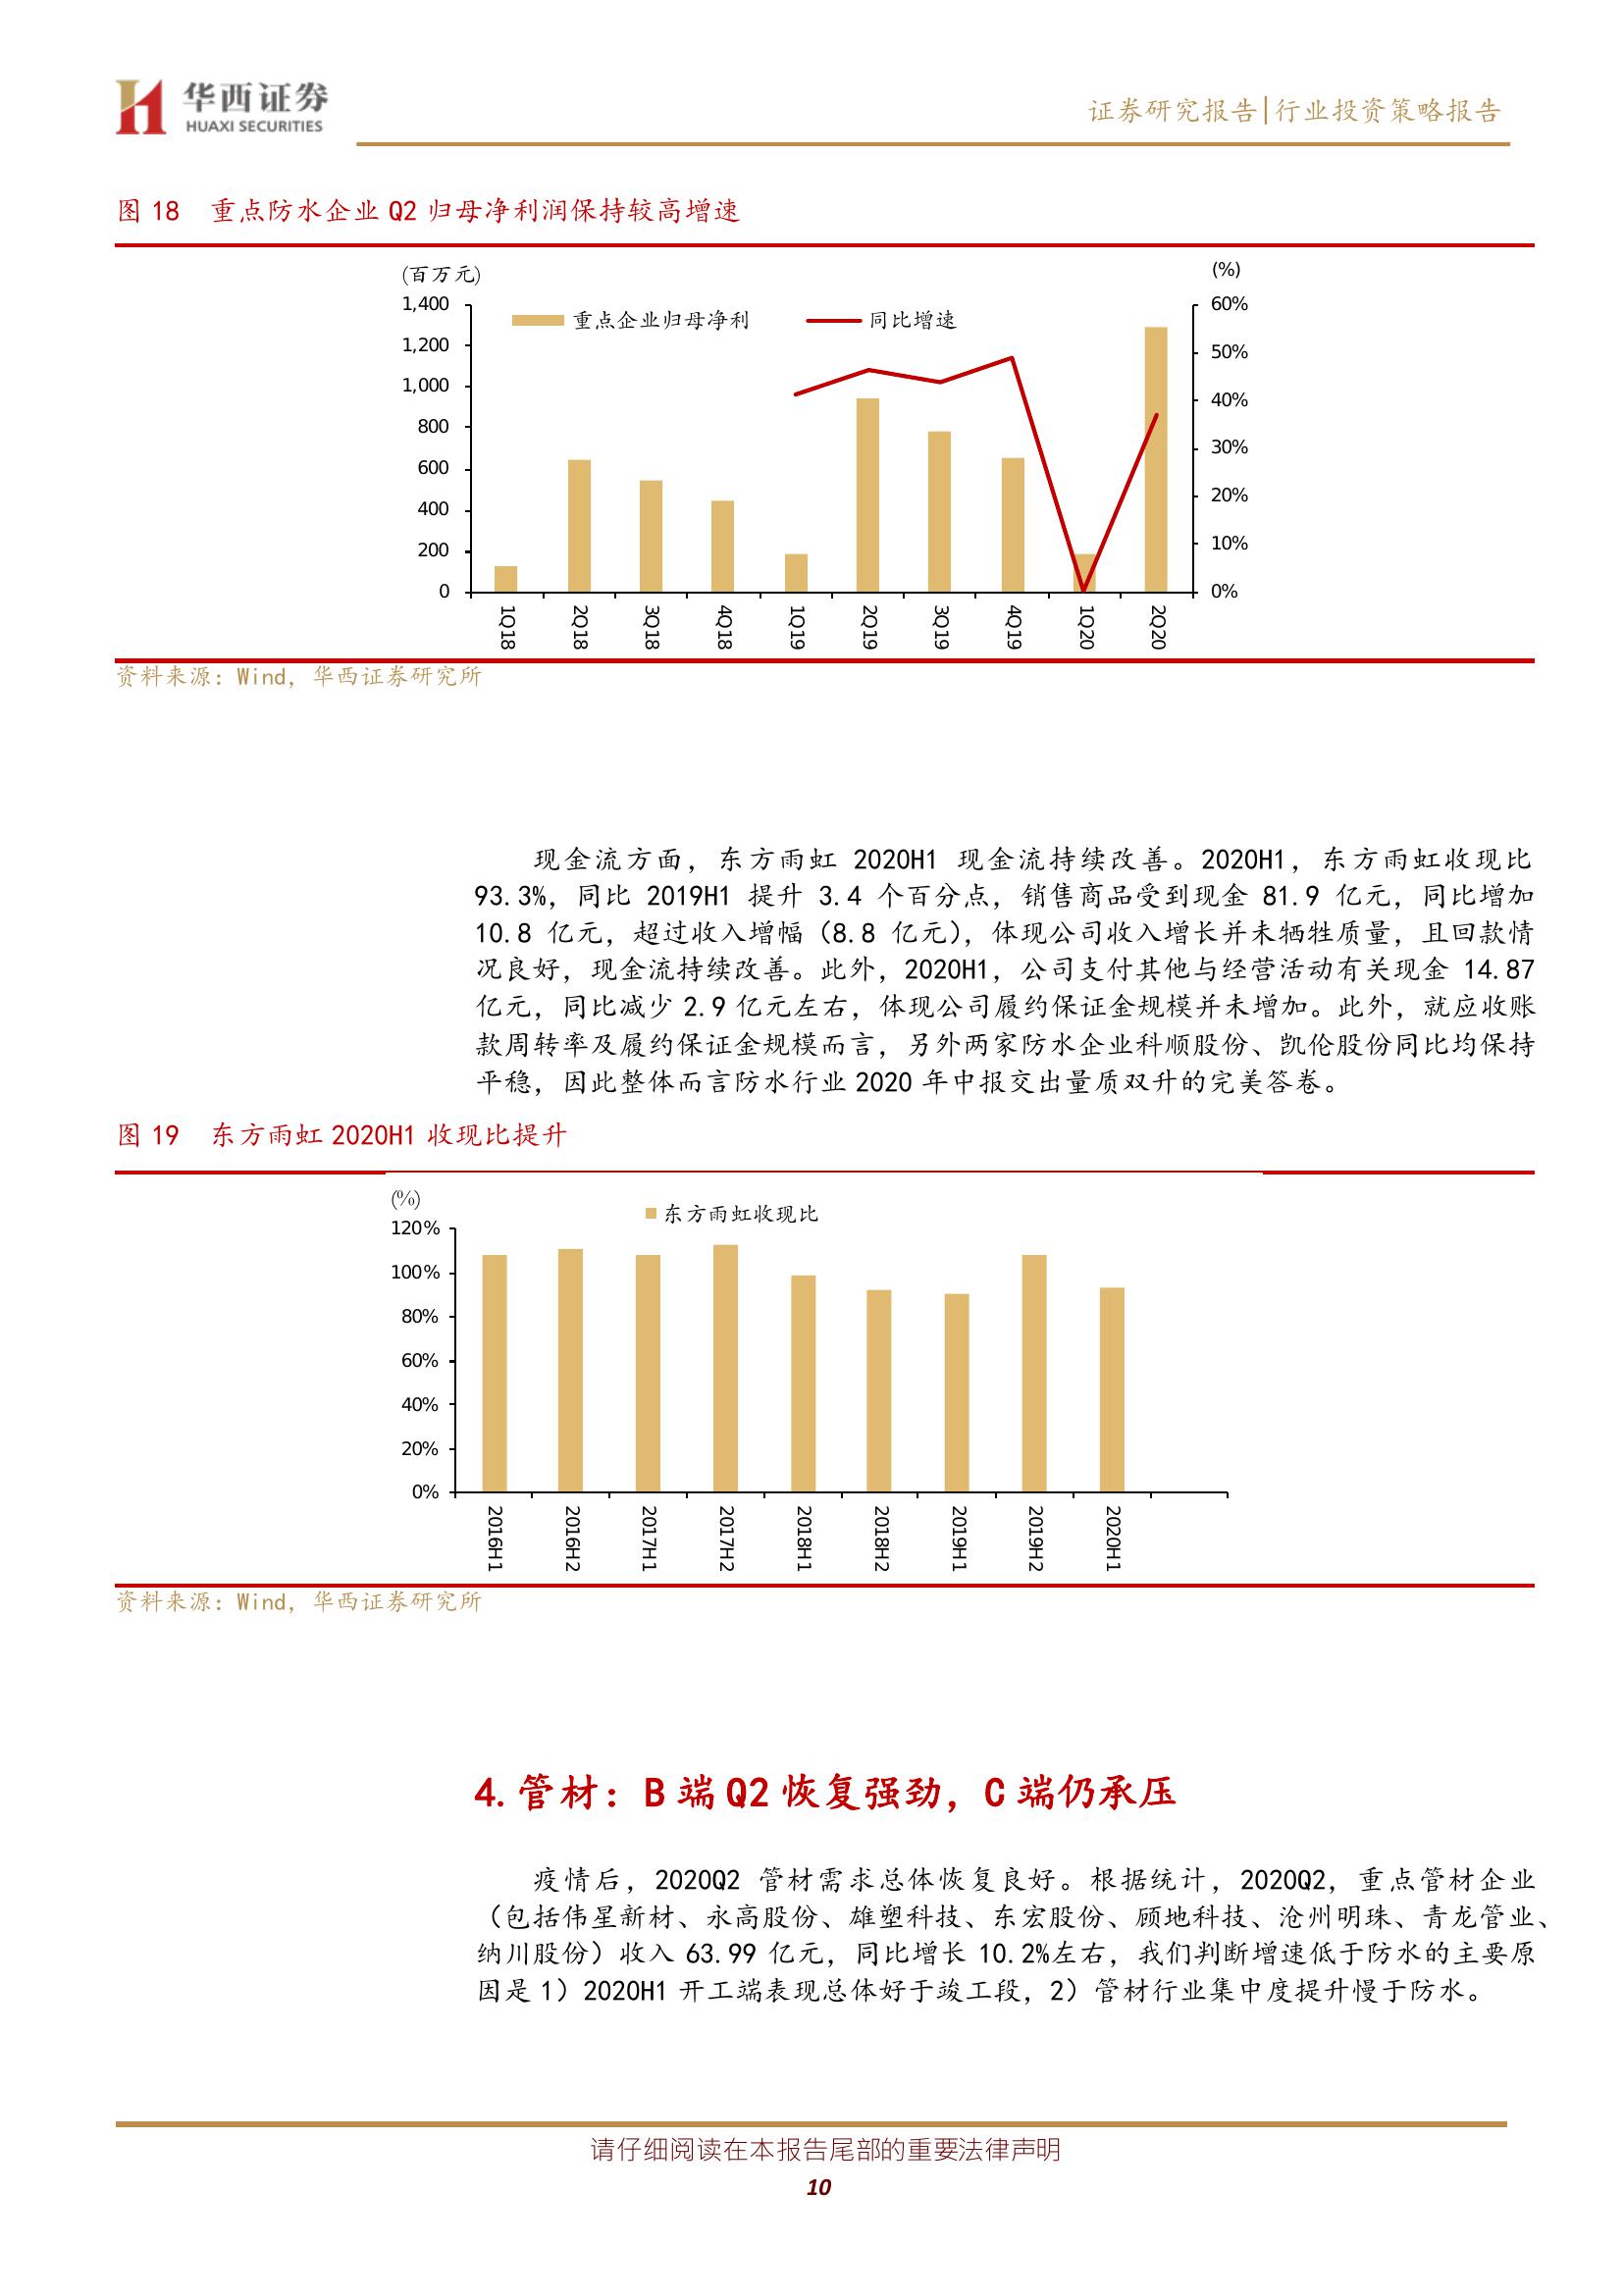 华西证券
HUAXI SECURITIES
证券研究报告|行业投资策略报告
图 18 重点防水企业 Q2 归母净利润保持较高增速
(百万元)
(%)
重点企业归母净利
同比增速
1,400
1,200
1,000
800
600
400
200
0
60%
50%
40%
30%
20%
10%
0%
1Q18
2Q18
3Q18
4Q18
1Q19
2Q19
3Q19
4Q19
1Q20
2Q20
资料来源：Wind，华西证券研究所
现金流方面，东方雨虹 2020H1 现金流持续改善。2020H1，东方雨虹收现比
93.3%，同比 2019H1 提升 3.4 个百分点，销售商品受到现金 81.9 亿元，同比增加
10.8 亿元，超过收入增幅（8.8 亿元），体现公司收入增长并未牺牲质量，且回款情
况良好，现金流持续改善。此外，2020H1，公司支付其他与经营活动有关现金 14.87
亿元，同比减少 2.9 亿元左右，体现公司履约保证金规模并未增加。此外，就应收账
款周转率及履约保证金规模而言，另外两家防水企业科顺股份、凯伦股份同比均保持
平稳，因此整体而言防水行业 2020 年中报交出量质双升的完美答卷。
图 19 东方雨虹 2020H1 收现比提升
(%)
东方雨虹收现比
120%
100%
80%
60%
40%
20%
0%
2016H1
2016H2
2017H1
2017H2
2018H1
2018H2
2019H1
2019H2
2020H1
资料来源：Wind，华西证券研究所
4.管材：B 端 Q2 恢复强劲，C 端仍承压
疫情后，2020Q2 管材需求总体恢复良好。根据统计，2020Q2，重点管材企业
（包括伟星新材、永高股份、雄塑科技、东宏股份、顾地科技、沧州明珠、青龙管业、
纳川股份）收入 63.99 亿元，同比增长 10.2%左右，我们判断增速低于防水的主要原
因是 1）2020H1 开工端表现总体好于竣工段，2）管材行业集中度提升慢于防水。
请仔细阅读在本报告尾部的重要法律声明
10